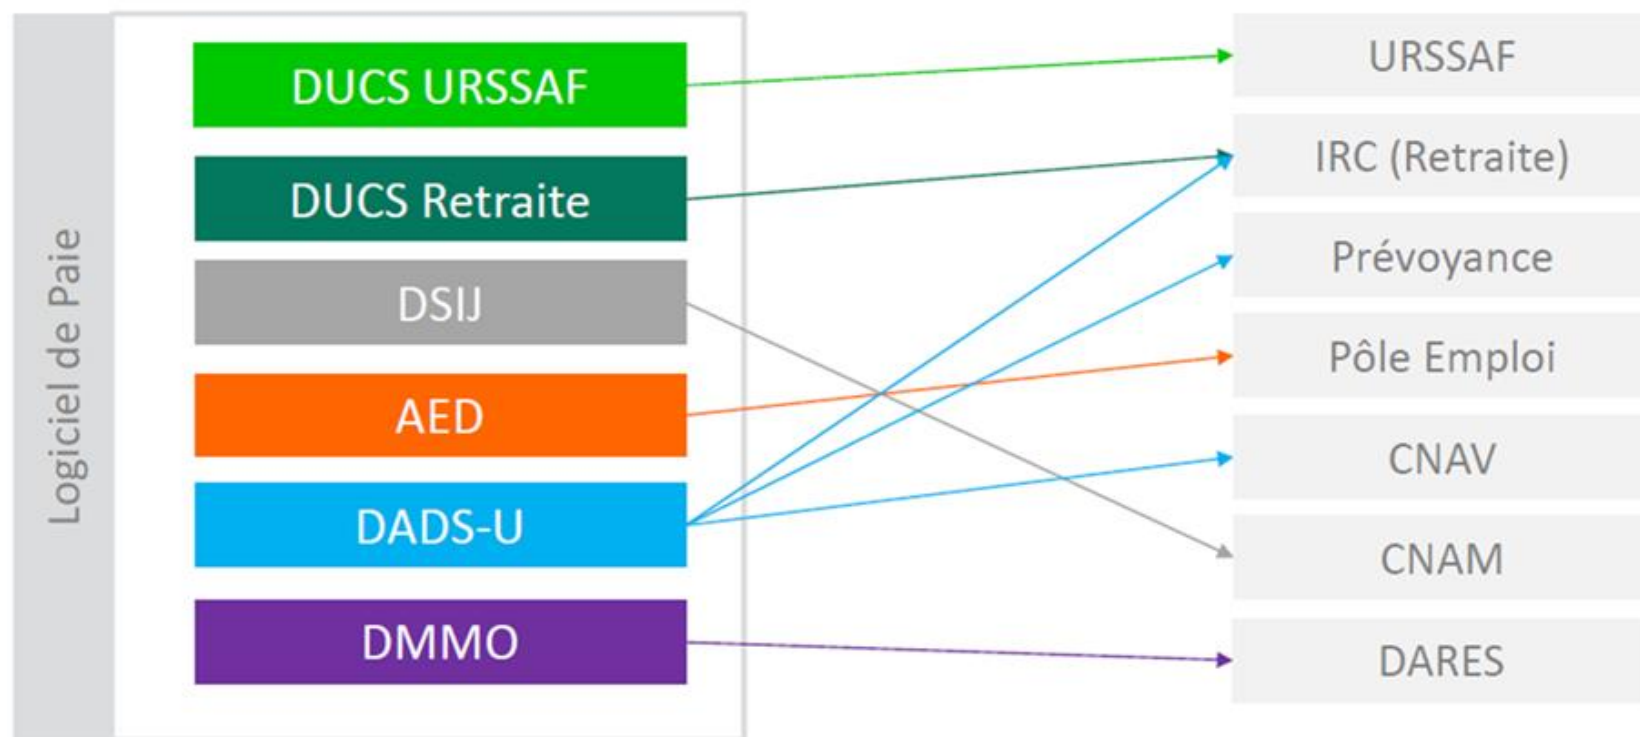 Logiciel de Paie
DUCS URSSAF
DUCS Retraite
DSIJ
AED
DADS-U
DMMO
URSSAF
IRC (Retraite)
Prévoyance
Pôle Emploi
CNAV
CNAM
DARES